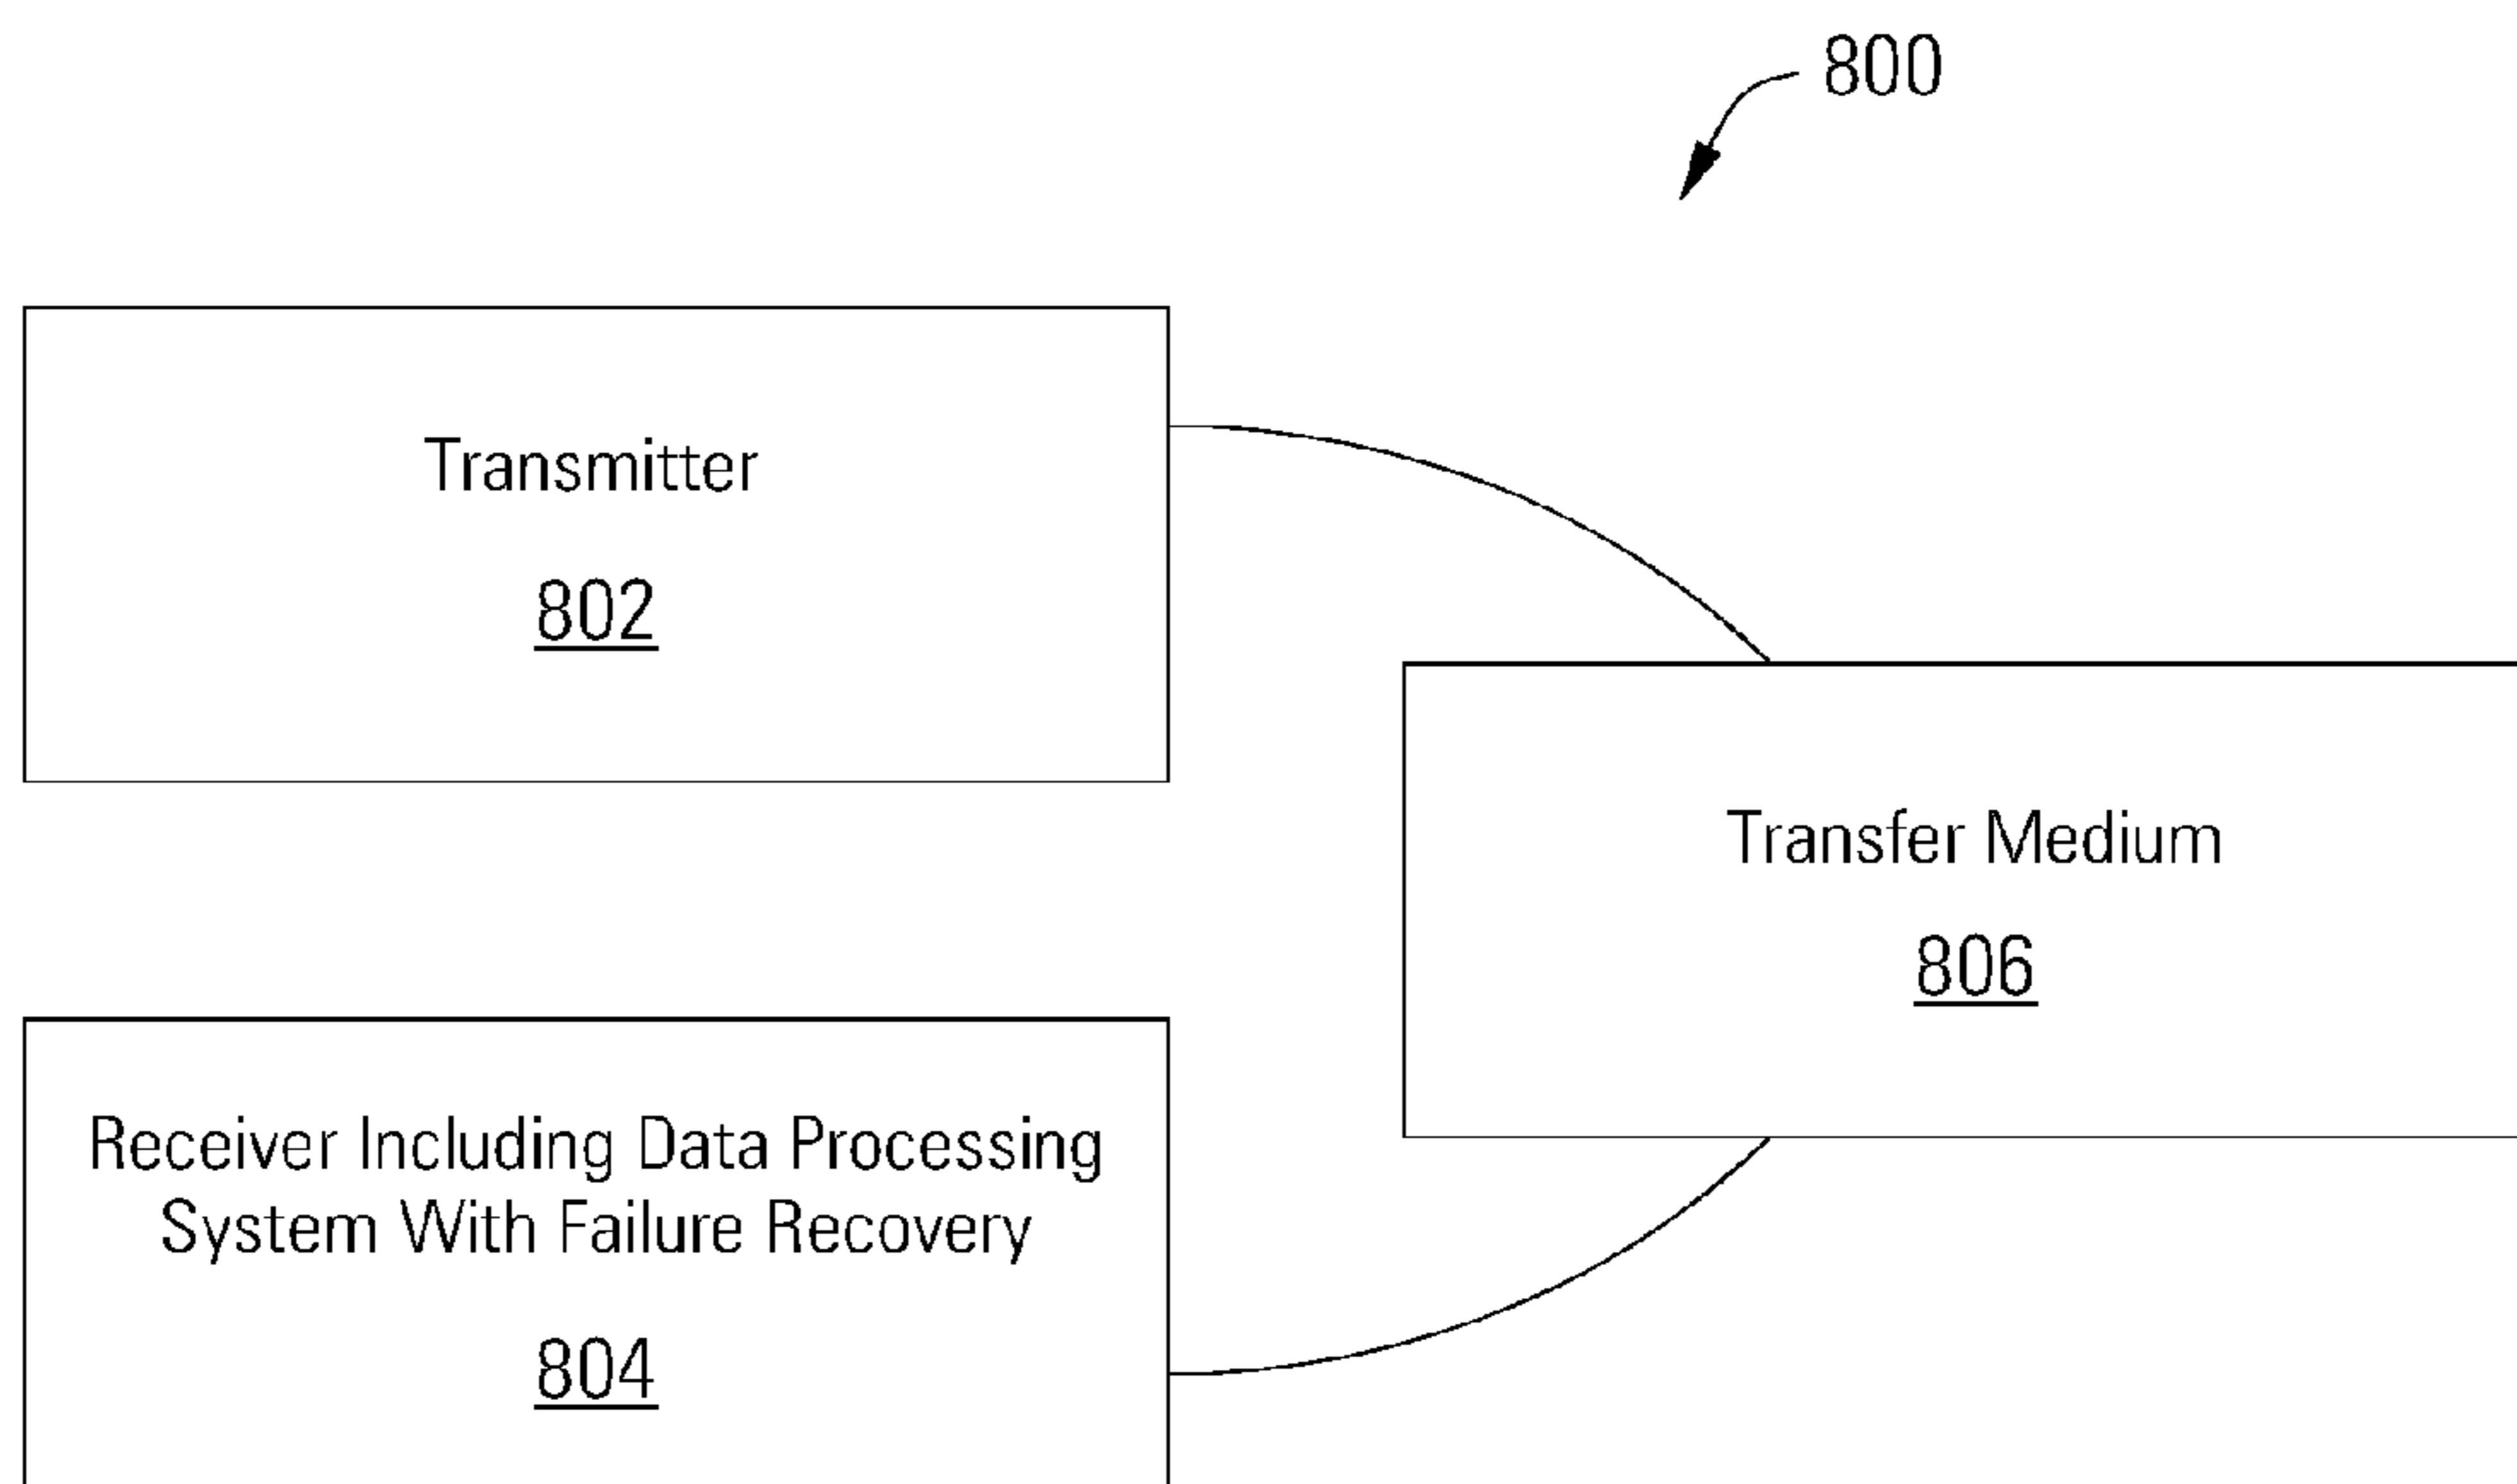 800
Transmitter
802
Transfer Medium
806
Receiver Including Data Processing
System With Failure Recovery
804